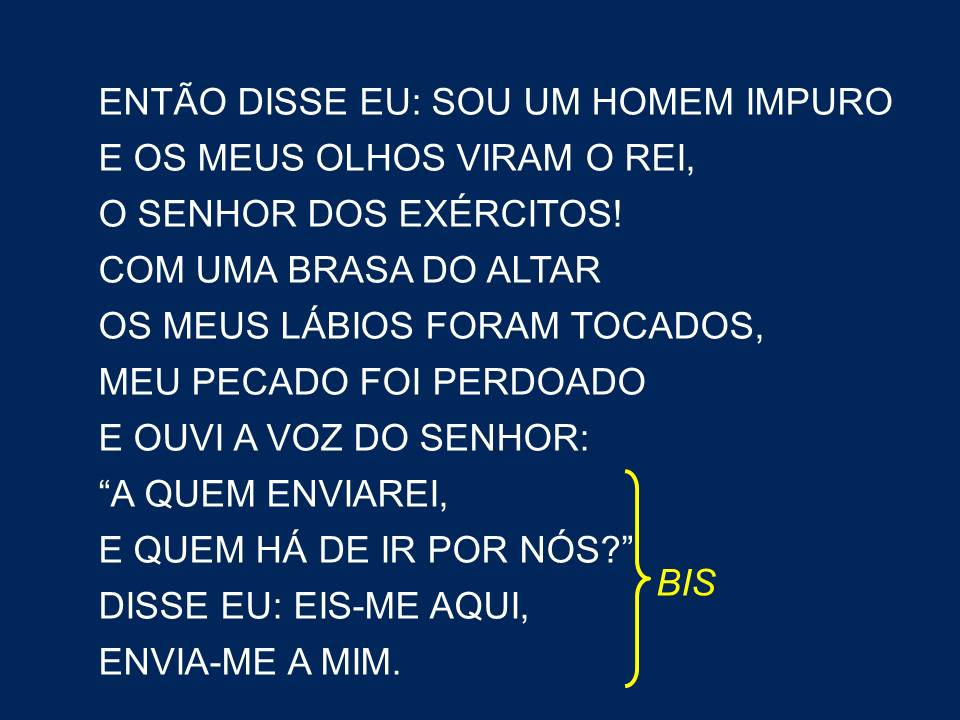 ENTÃO DISSE EU: SOU UM HOMEM IMPURO
E OS MEUS OLHOS VIRAM O REI,
O SENHOR DOS EXÉRCITOS!
COM UMA BRASA DO ALTAR
OS MEUS LÁBIOS FORAM TOCADOS,
MEU PECADO FOI PERDOADO
E OUVI A VOZ DO SENHOR:
“A QUEM ENVIAREI,
E QUEM HÁ DE IR POR NÓS?”
DISSE EU: EIS-ME AQUI,
ENVIA-ME A MIM.
BIS